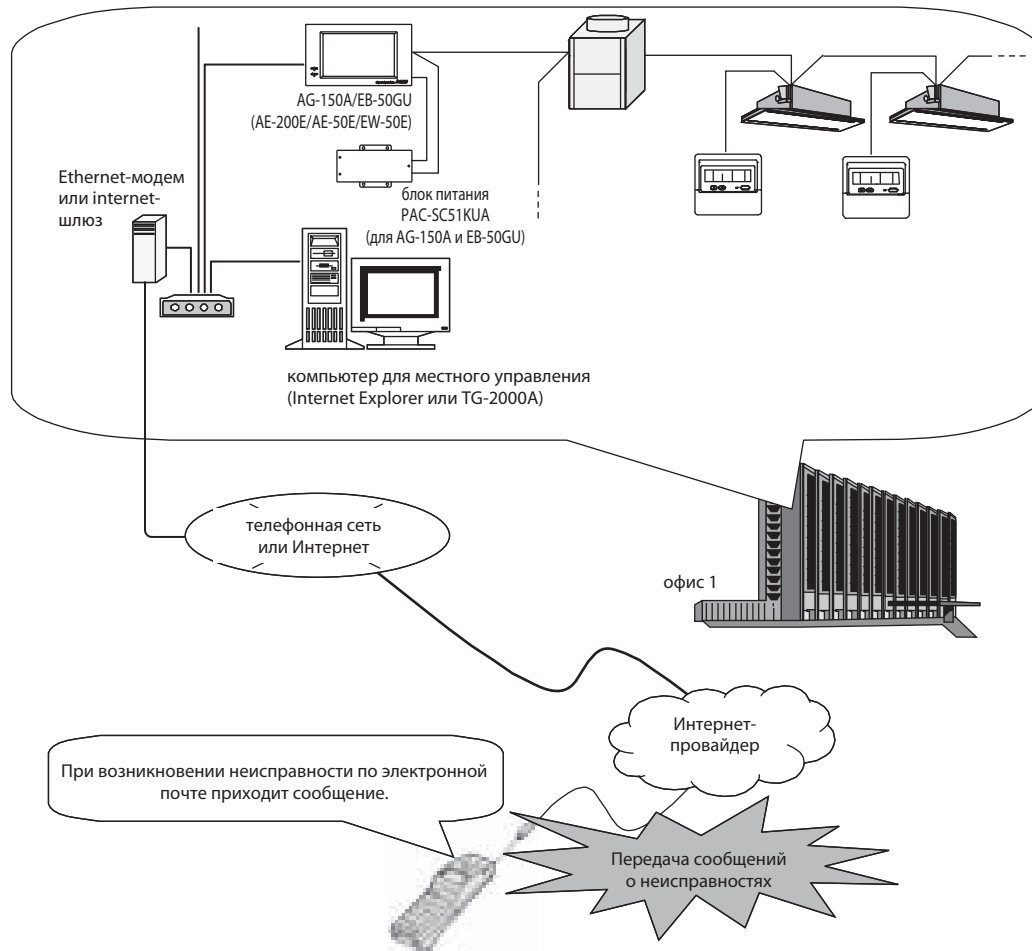 AG-150A/EB-50GU
(AE-200E/AE-50E/EW-50E)
Ethernet-модем
или internet-
шлюз
блок питания
PAC-SC51KUA
(для AG-150A и EB-50GU)
компьютер для местного управления
(Internet Explorer или TG-2000A)
телефонная сеть
или Интернет
офис 1
Интернет-
провайдер
При возникновении неисправности по электронной
почте приходит сообщение.
Передача сообщений
о неисправностях